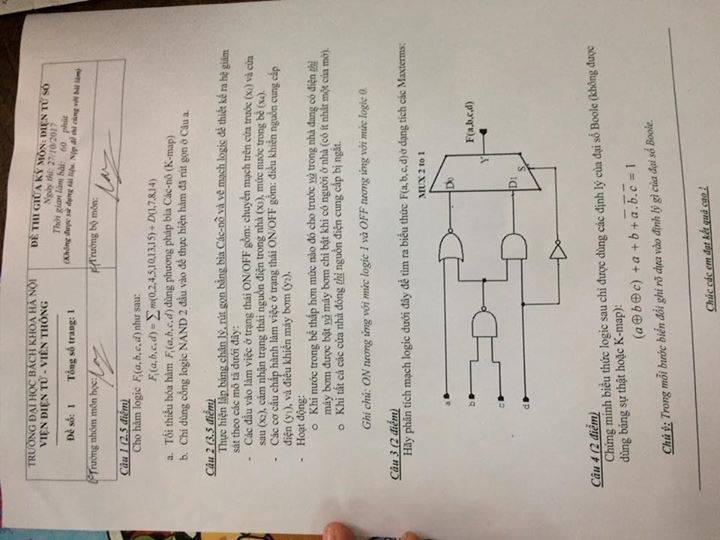 TRƯỜNG ĐẠI HỌC BÁCH KHOA HÀ NỘI
VIỆN ĐIỆN TỬ - VIỄN THÔNG
Đề số: 1 Tổng số trang: 1
ĐỀ THI GIỮA KỲ MÔN: ĐIỆN TỬ SỐ
Ngày thi: 27/10/2017
Thời gian làm bài: 60 phút
(Không được sử dụng tài liệu. Nộp đề thi cùng với bài làm)
Trưởng nhóm môn học:
Trưởng bộ môn:
Câu 1 (2,5 điểm)
Cho hàm logic F₁(a,b,c,d) như sau:
F₁(a,b,c,d) = ∑m(0,2,4,5,10,13,15) + D(1,7,8,14)
a. Tối thiểu hóa hàm F₁(a,b,c,d) dùng phương pháp bìa Các-nô (K-map)
b. Chỉ dùng cổng logic NAND 2 đầu vào để thực hiện hàm đã rút gọn ở Câu a.
Câu 2 (3,5 điểm)
Thực hiện lập bảng chân lý, rút gọn bằng bìa Các-nô và vẽ mạch logic để thiết kế ra hệ giám
sát theo các mô tả dưới đây:
- Các đầu vào làm việc ở trạng thái ON/OFF gồm: chuyển mạch trên cửa trước (x₁) và cửa
sau (x₂), cảm nhận trạng thái nguồn điện trong nhà (x₃), mức nước trong bể (x₄).
- Các cơ cấu chấp hành làm việc ở trạng thái ON/OFF gồm: điều khiển nguồn cung cấp
điện (y₁), và điều khiển máy bơm (y₂).
- Hoạt động:
o Khi nước trong bể thấp hơn mức nào đó cho trước và trong nhà đang có điện thì
máy bơm được bật và máy bơm chỉ bật khi có người ở nhà (có ít nhất một cửa mở).
o Khi tất cả các cửa nhà đóng thì nguồn điện cung cấp bị ngắt.
Ghi chú: ON tương ứng với mức logic 1 và OFF tương ứng với mức logic 0.
Câu 3 (2 điểm)
Hãy phân tích mạch logic dưới đây để tìm ra biểu thức F(a,b,c,d) ở dạng tích các Maxterms:
MUX 2 to 1
a
D₀
b
F(a,b,c,d)
Y
c
D1
d
S
Câu 4 (2 điểm)
Chứng minh biểu thức logic sau chỉ được dùng các định lý của đại số Boole (không được
dùng bảng sự thật hoặc K-map):
(a⊕b⊕c) + a + b + a̅.b̅.c̅ = 1
Chú ý: Trong mỗi bước biến đổi ghi rõ dựa vào định lý gì của đại số Boole.
Chúc các em đạt kết quả cao !